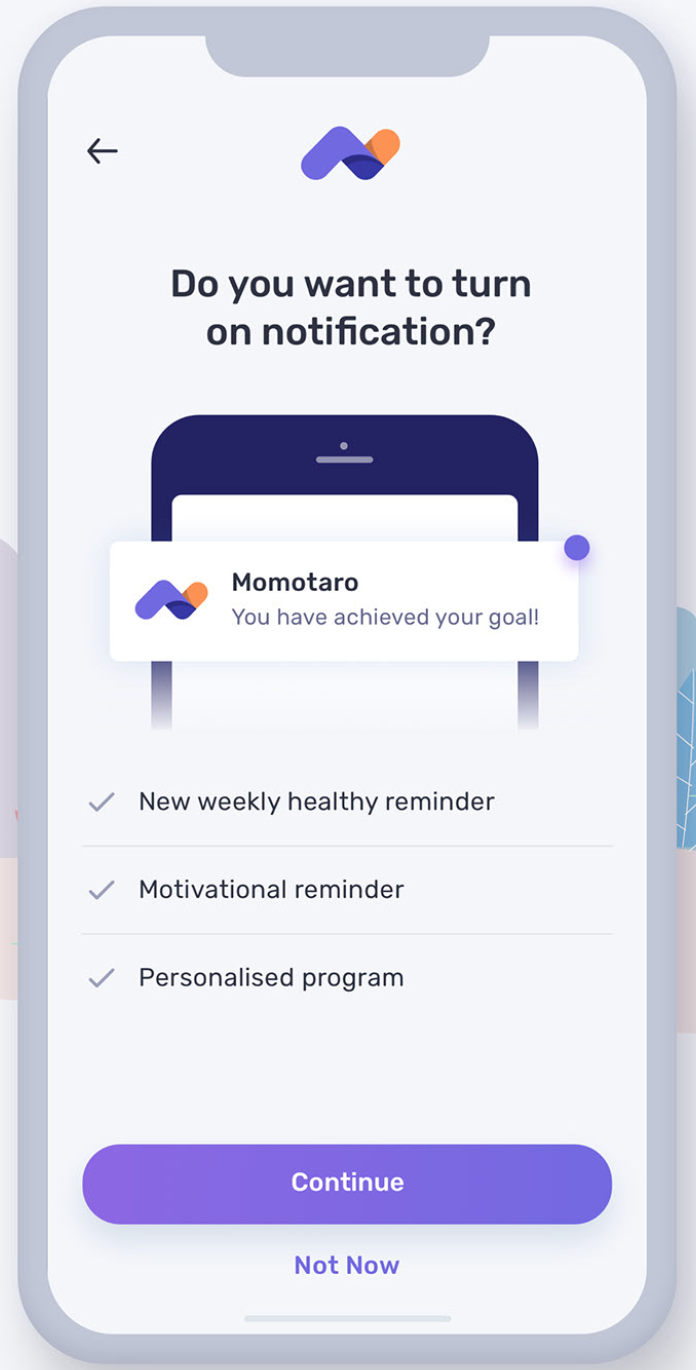 Do you want to turn
on notification?
Momotaro
You have achieved your goal!
New weekly healthy reminder
Motivational reminder
Personalised program
Continue
Not Now